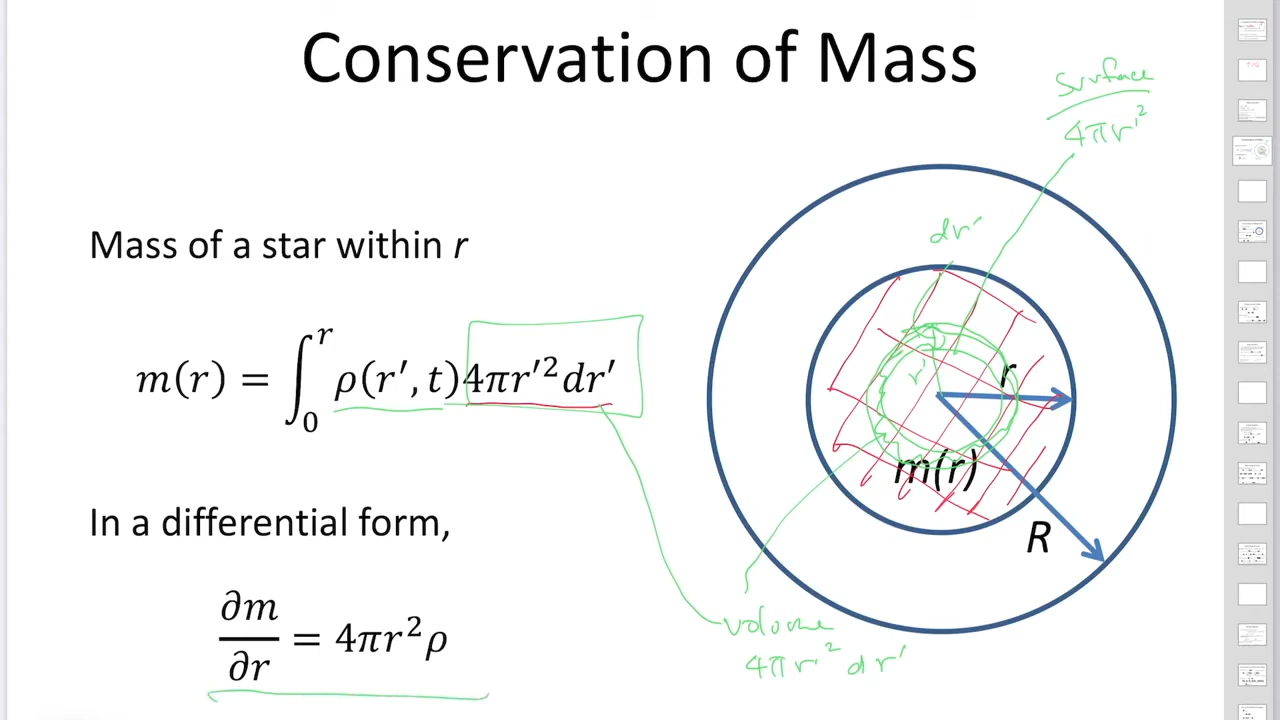 Conservation of Mass
surface
4πr'²
dr'
Mass of a star within r
m(r) = ∫₀ʳ ρ(r′, t)4πr′²dr′
r'
r
m(r)
R
In a differential form,
∂m/∂r = 4πr²ρ
volume
4πr'² dr'